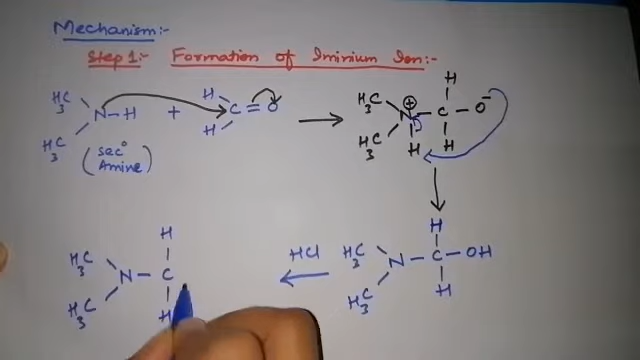 Mechanism:-
Step 1:- Formation of Iminium Ion:-
H3C
H3C
N-H
(sec° Amine)
+
H
H
C=O
H3C
H3C
⊕
N-C-O⁻
H
H
H
HCl
H3C
H3C
N-C-OH
H
H
H3C
H3C
N-C
H
H